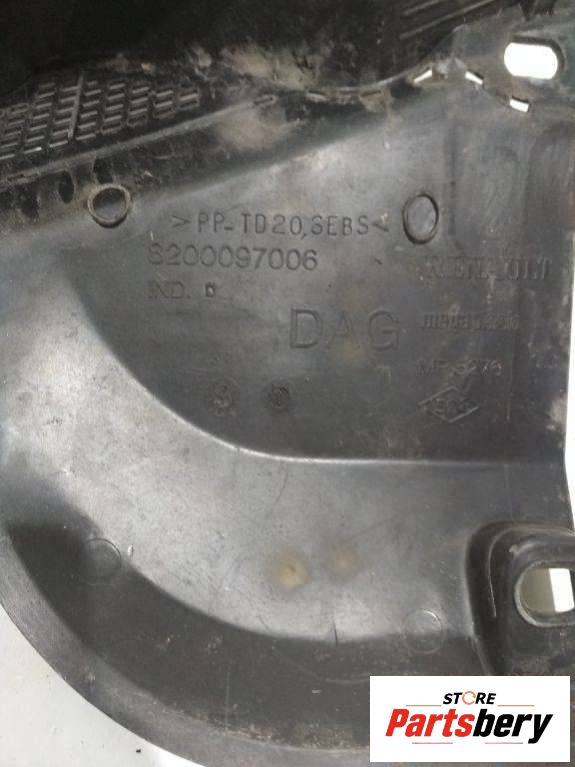 >PP-TD20,SEBS<
8200097006
RENAULT
IND. D
DAG
STORE
Partsbery